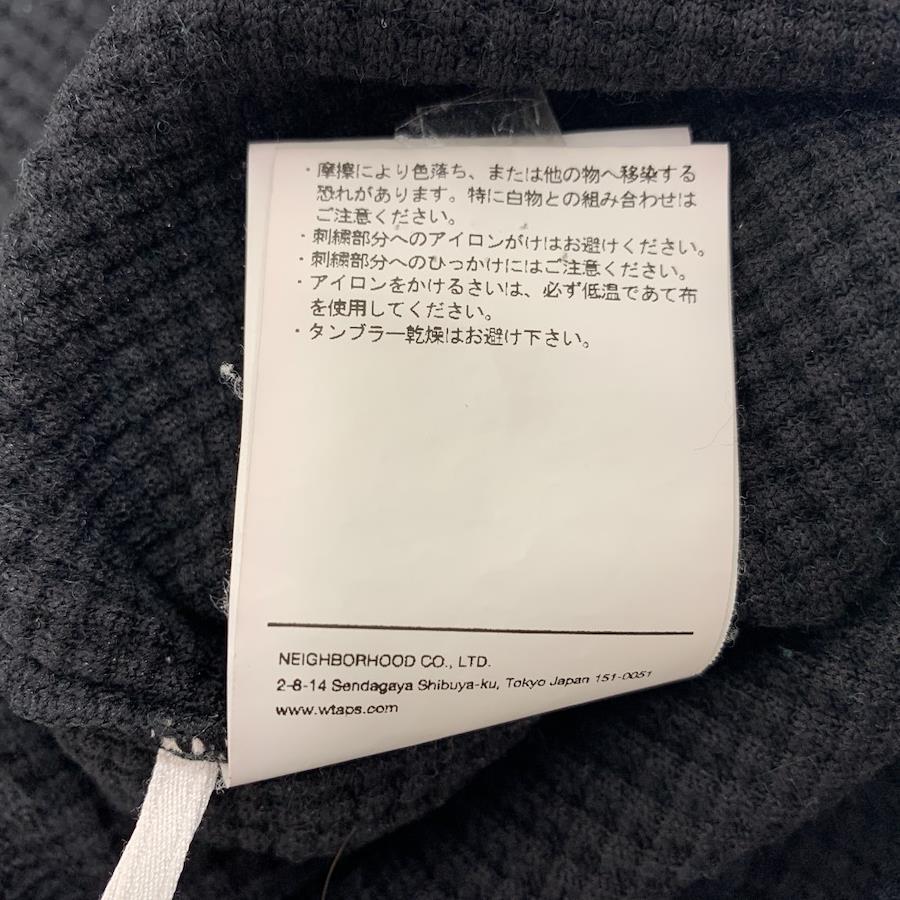 ・摩擦により色落ち、または他の物へ移染する
恐れがあります。特に白物との組み合わせは
ご注意ください。
・刺繍部分へのアイロンがけはお避けください。
・刺繍部分へのひっかけにはご注意ください。
・アイロンをかけるさいは、必ず低温であて布
を使用してください。
・タンブラー乾燥はお避け下さい。
NEIGHBORHOOD CO., LTD.
2-8-14 Sendagaya Shibuya-ku, Tokyo Japan 151-0051
www.wtaps.com